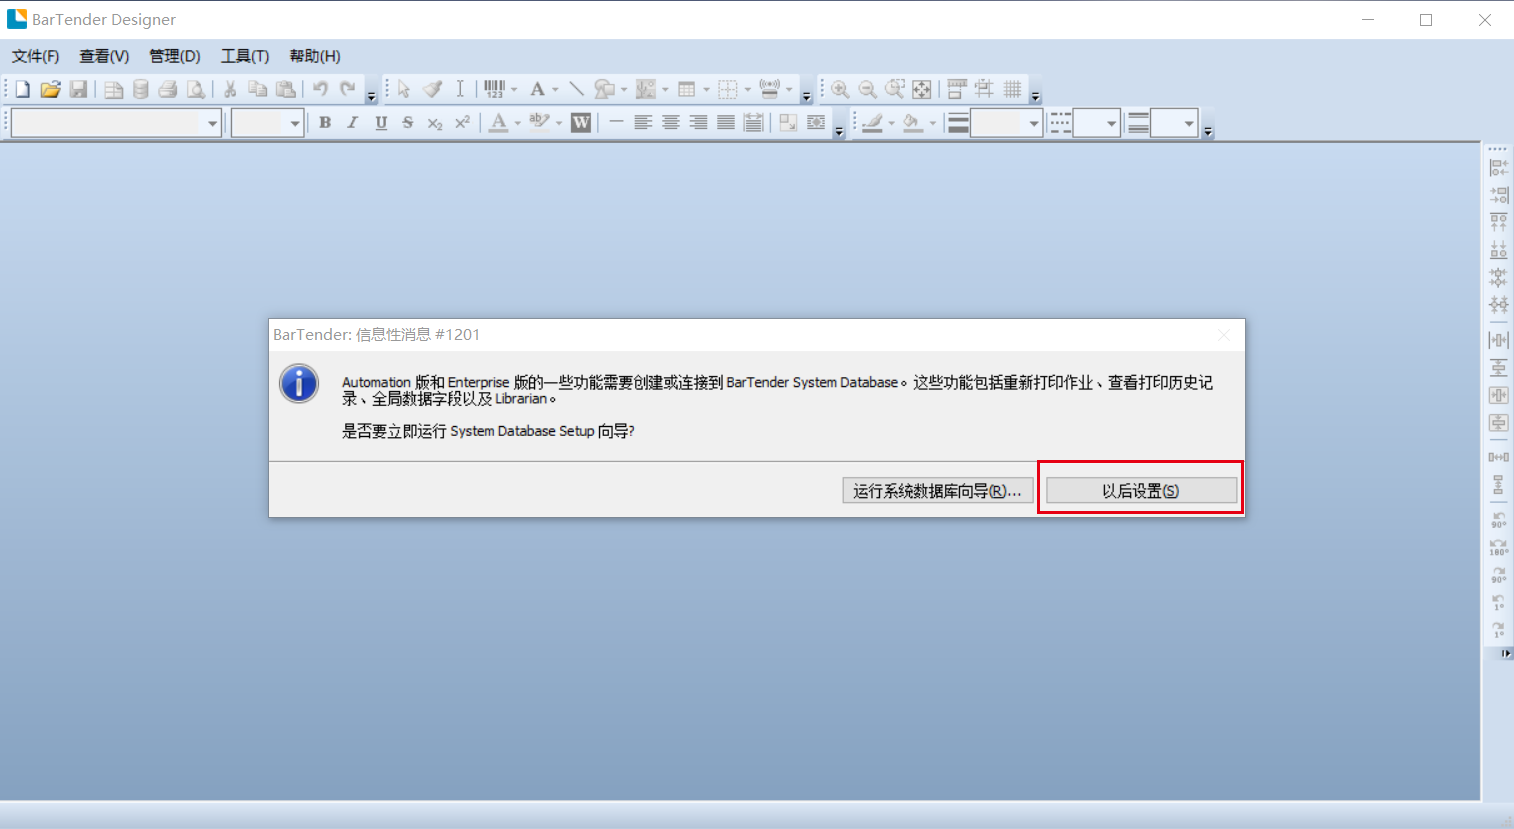 BarTender Designer
文件(F) 查看(V) 管理(D) 工具(T) 帮助(H)
123 A
B I U S X₂ X² A ab W
BarTender: 信息性消息 #1201
Automation 版和 Enterprise 版的一些功能需要创建或连接到 BarTender System Database。这些功能包括重新打印作业、查看打印历史记
录、全局数据字段以及 Librarian。
是否要立即运行 System Database Setup 向导?
运行系统数据库向导(R)... 以后设置(S)
90°
180°
90°
1°
1°